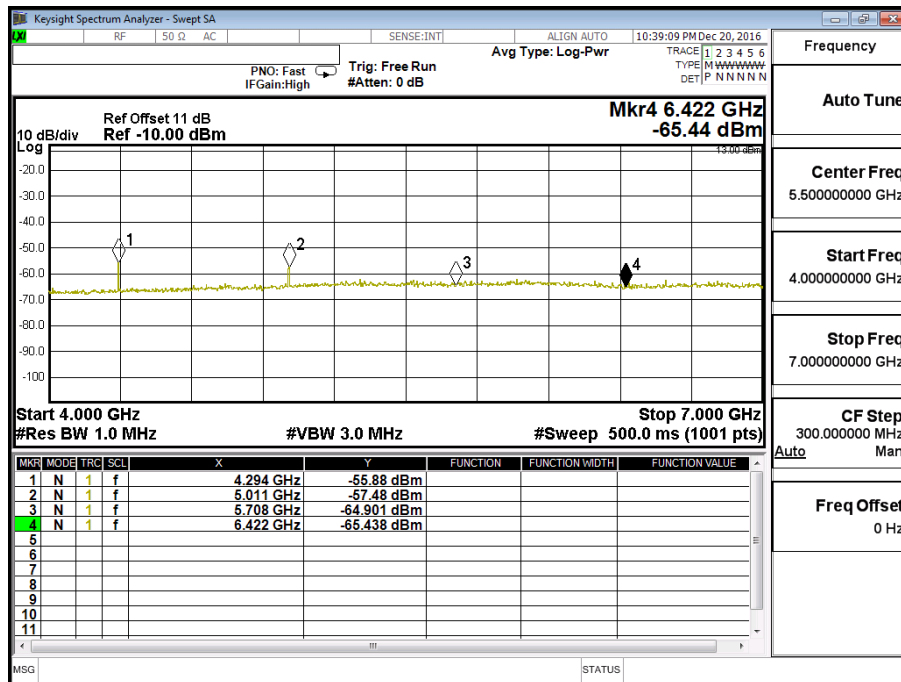 Keysight Spectrum Analyzer - Swept SA
LXI RF 50 Ω AC SENSE:INT ALIGN AUTO 10:39:09 PM Dec 20, 2016
Avg Type: Log-Pwr TRACE 1 2 3 4 5 6
PNO: Fast Trig: Free Run TYPE M WWWWW
IFGain:High #Atten: 0 dB DET P N N N N N
Ref Offset 11 dB Mkr4 6.422 GHz
10 dB/div Ref -10.00 dBm -65.44 dBm
Log
-13.00 dBm
-20.0
-30.0
-40.0
-50.0
-60.0
-70.0
-80.0
-90.0
-100
1
2
3
4
Start 4.000 GHz Stop 7.000 GHz
#Res BW 1.0 MHz #VBW 3.0 MHz #Sweep 500.0 ms (1001 pts)
MKR MODE TRC SCL X Y FUNCTION FUNCTION WIDTH FUNCTION VALUE
1 N 1 f 4.294 GHz -55.88 dBm
2 N 1 f 5.011 GHz -57.48 dBm
3 N 1 f 5.708 GHz -64.901 dBm
4 N 1 f 6.422 GHz -65.438 dBm
5
6
7
8
9
10
11
MSG STATUS
Frequency
Auto Tune
Center Freq
5.500000000 GHz
Start Freq
4.000000000 GHz
Stop Freq
7.000000000 GHz
CF Step
300.000000 MHz
Auto Man
Freq Offset
0 Hz